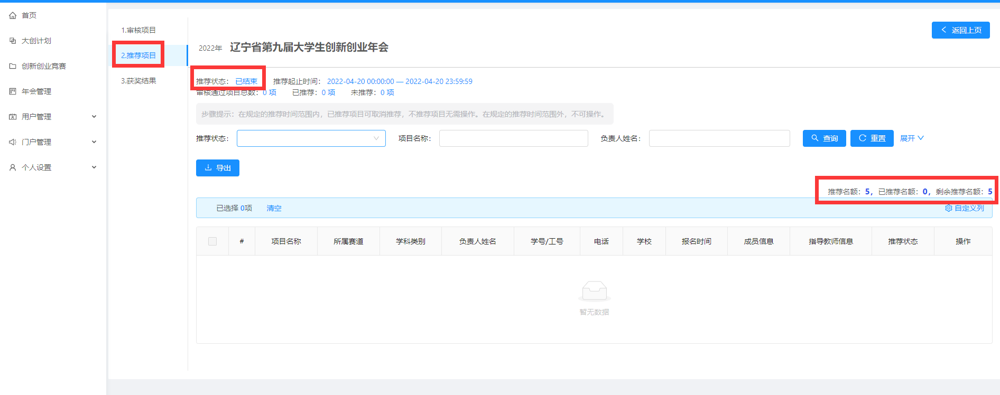 首页
大创计划
创新创业竞赛
年会管理
用户管理
门户管理
个人设置
1.审核项目
2.推荐项目
3.获奖结果
返回上页
2022年 辽宁省第九届大学生创新创业年会
推荐状态： 已结束 推荐起止时间： 2022-04-20 00:00:00 — 2022-04-20 23:59:59
审核通过项目总数：0 项 已推荐：0 项 未推荐：0 项
步骤提示：在规定的推荐时间范围内，已推荐项目可取消推荐，不推荐项目无需操作。在规定的推荐时间范围外，不可操作。
推荐状态： 项目名称： 负责人姓名： 查询 重置 展开
导出
推荐名额：5，已推荐名额：0，剩余推荐名额：5
已选择 0项 清空 自定义列
# 项目名称 所属赛道 学科类别 负责人姓名 学号/工号 电话 学校 报名时间 成员信息 指导教师信息 推荐状态 操作
暂无数据